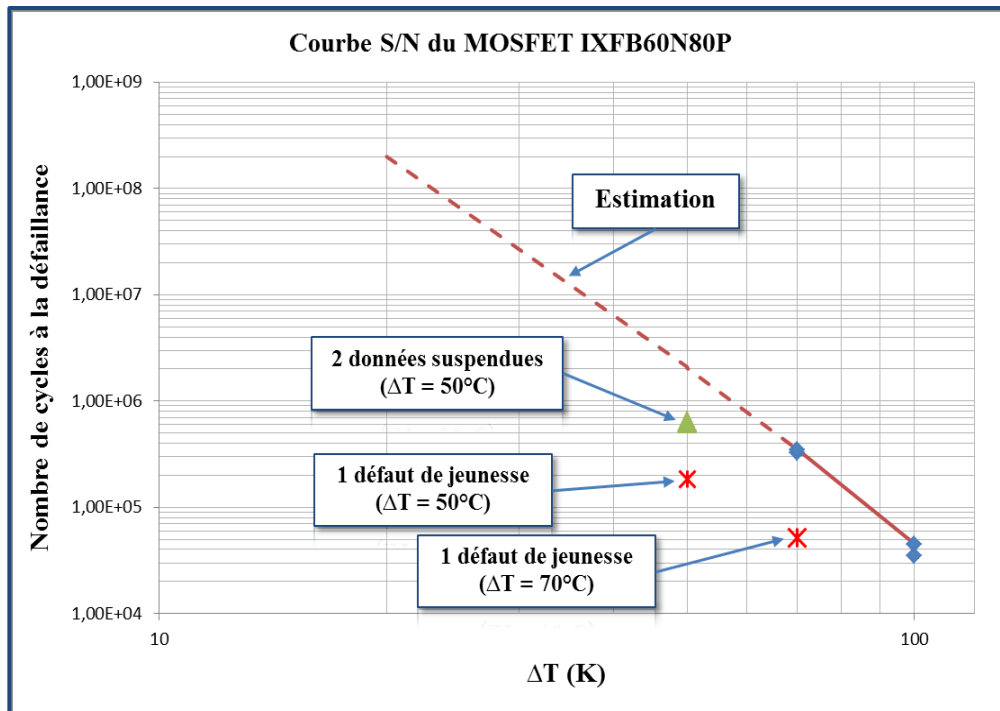 Courbe S/N du MOSFET IXFB60N80P
1,00E+09
1,00E+08
1,00E+07
1,00E+06
1,00E+05
1,00E+04
Nombre de cycles à la défaillance
Estimation
2 données suspendues
(ΔT = 50°C)
1 défaut de jeunesse
(ΔT = 50°C)
1 défaut de jeunesse
(ΔT = 70°C)
10
100
ΔT (K)